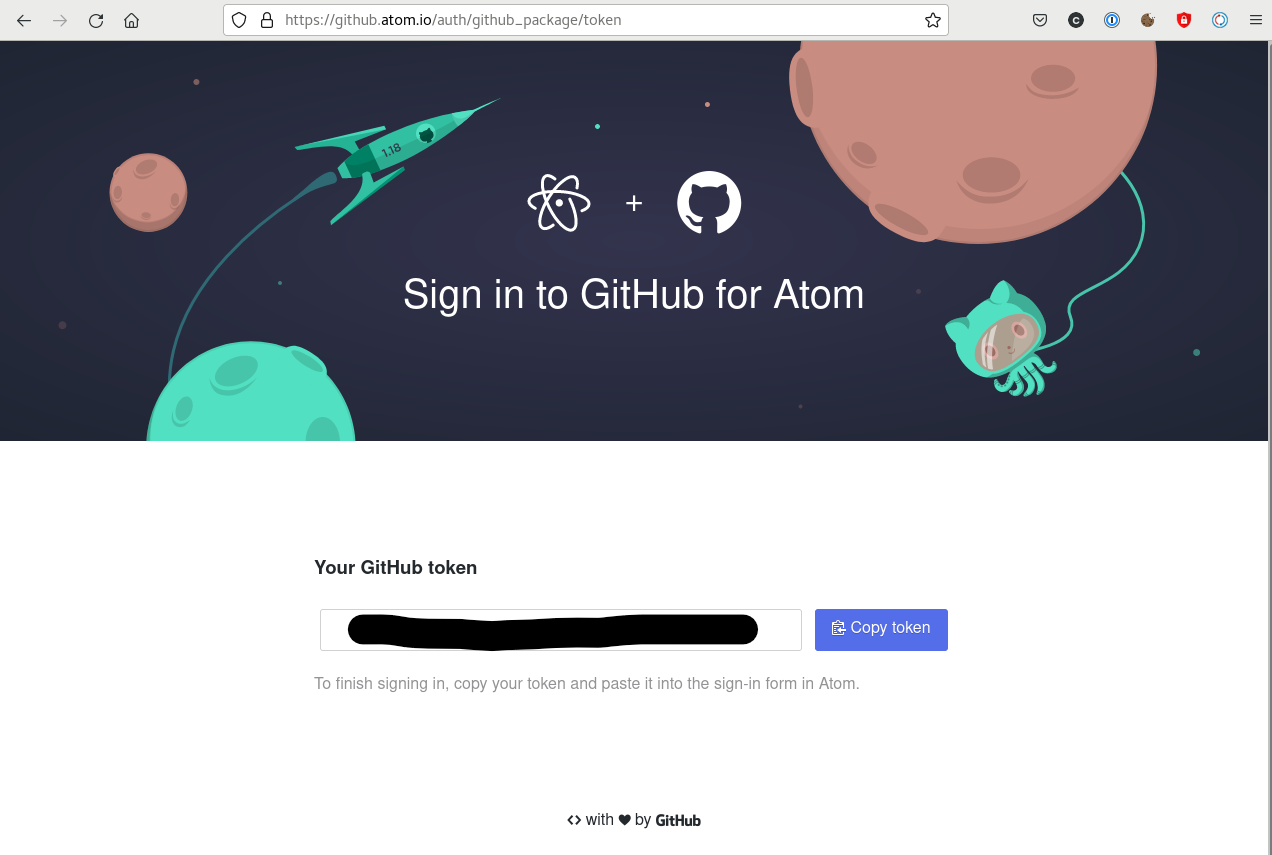 https://github.atom.io/auth/github_package/token
1.18
+
Sign in to GitHub for Atom
Your GitHub token
Copy token
To finish signing in, copy your token and paste it into the sign-in form in Atom.
<> with ♥ by GitHub